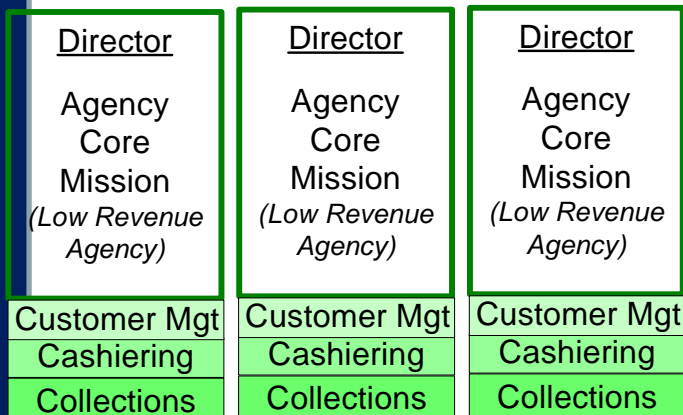 Director
Agency
Core
Mission
(Low Revenue
Agency)
Customer Mgt
Cashiering
Collections
Director
Agency
Core
Mission
(Low Revenue
Agency)
Customer Mgt
Cashiering
Collections
Director
Agency
Core
Mission
(Low Revenue
Agency)
Customer Mgt
Cashiering
Collections